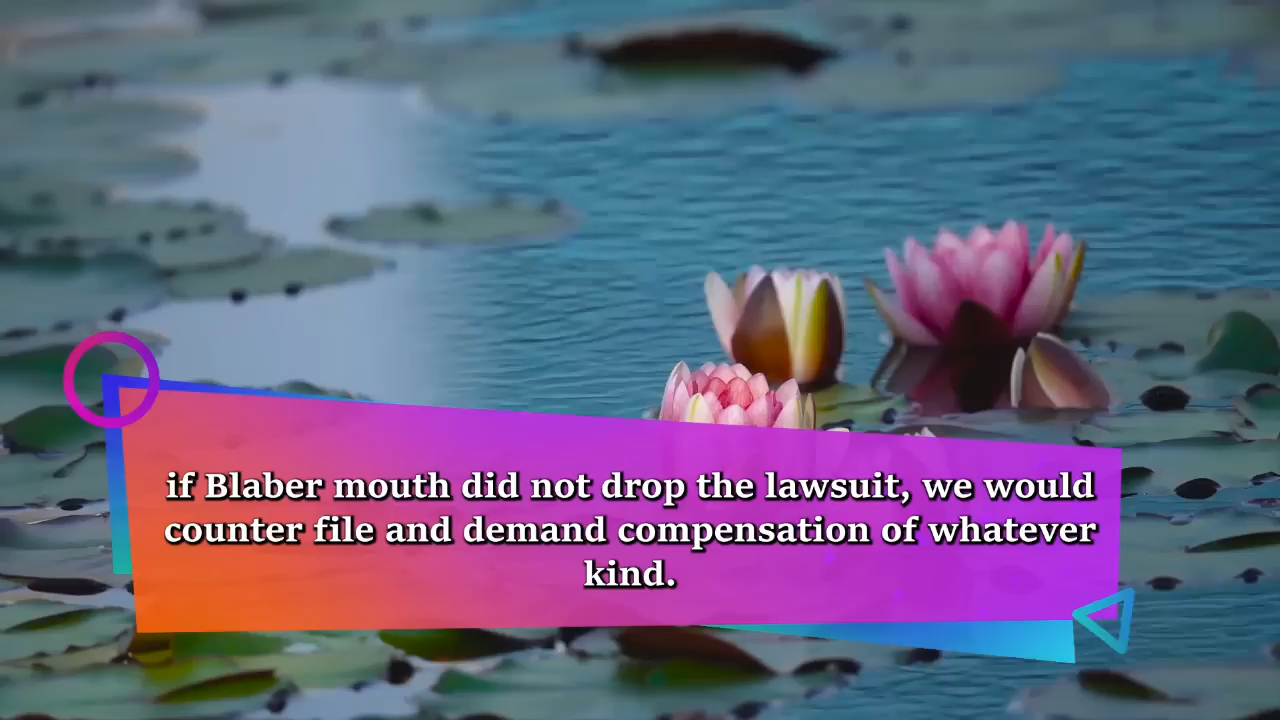 if Blaber mouth did not drop the lawsuit, we would
counter file and demand compensation of whatever
kind.